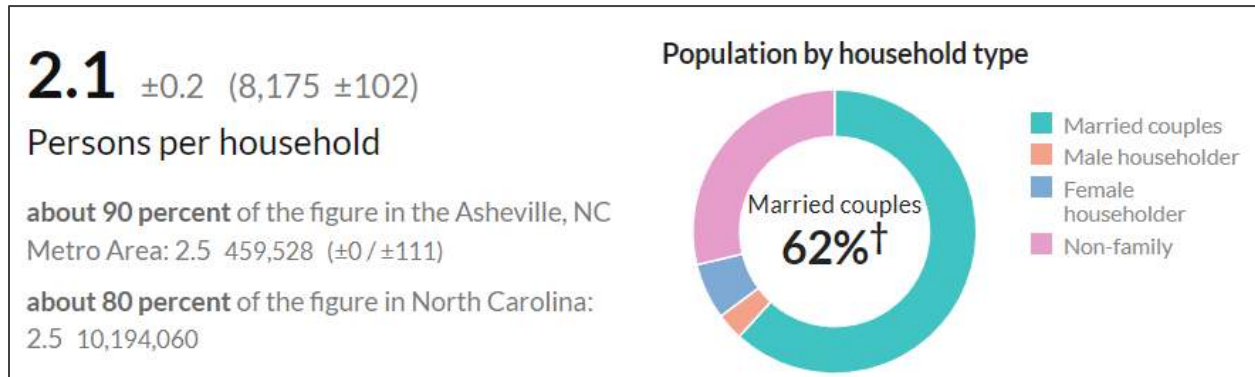 2.1 ±0.2 (8,175 ±102)
Persons per household
about 90 percent of the figure in the Asheville, NC
Metro Area: 2.5 459,528 (±0 / ±111)
about 80 percent of the figure in North Carolina:
2.5 10,194,060
Population by household type
Married couples
62%†
Married couples
Male householder
Female
householder
Non-family